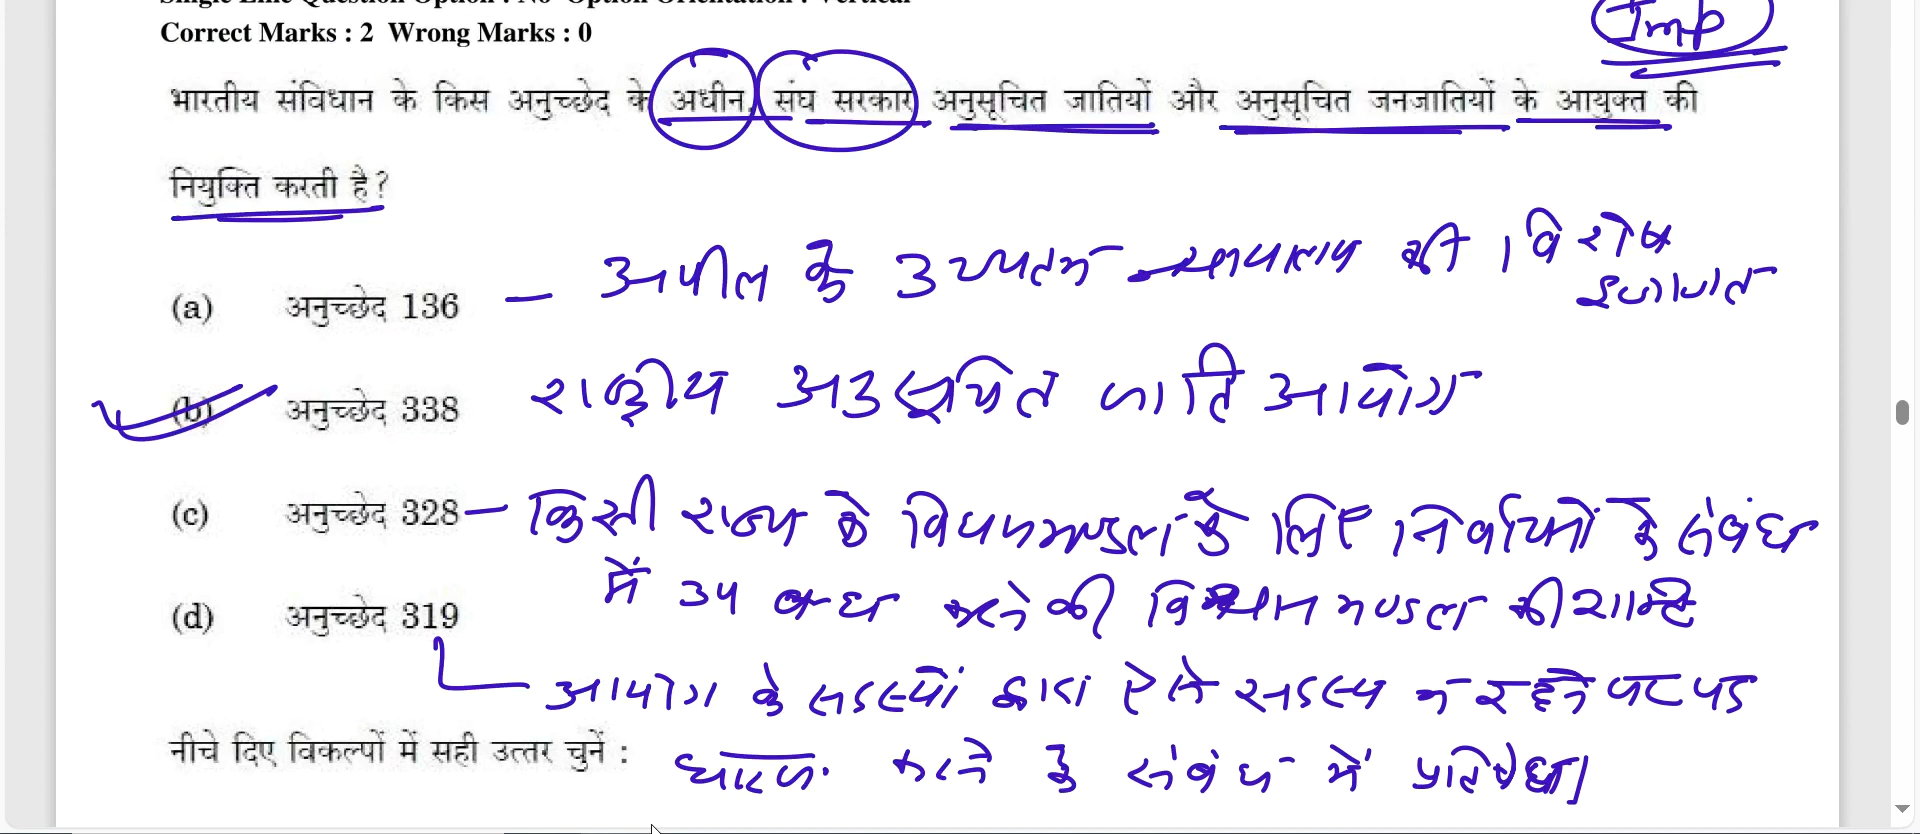 Correct Marks : 2 Wrong Marks : 0
Imp
भारतीय संविधान के किस अनुच्छेद के अधीन, संघ सरकार अनुसूचित जातियों और अनुसूचित जनजातियों के आयुक्त की
नियुक्ति करती है?
(a) अनुच्छेद 136 – अपील के उच्चतम न्यायालय की विशेष
इजाजत
(b) अनुच्छेद 338 राष्ट्रीय अनुसूचित जाति आयोग
(c) अनुच्छेद 328 – किसी राज्य के विधानमण्डल के लिए निर्वाचनों के संबंध
में उपबंध करने की विधानमण्डल की शक्ति
(d) अनुच्छेद 319
आयोग के सदस्यों द्वारा ऐसे सदस्य न रहने पर पद
नीचे दिए विकल्पों में सही उत्तर चुनें : धारण करने के संबंध में प्रतिषेध।